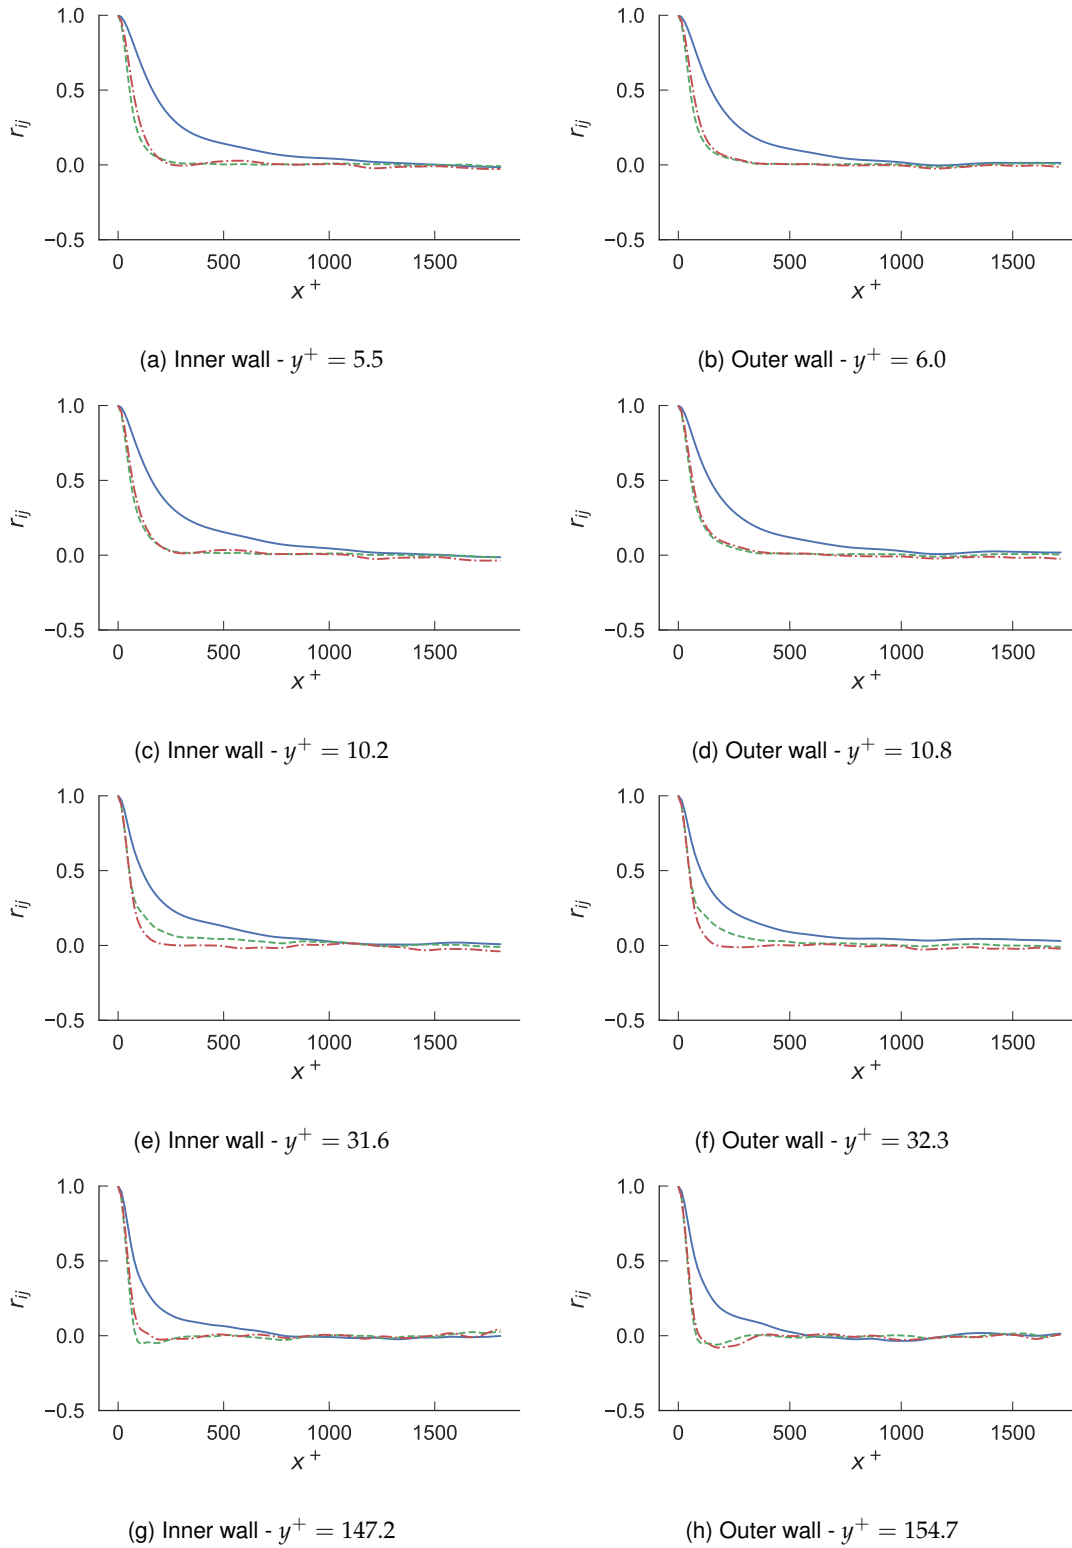 1.0
0.5
0.0
−0.5
r_ij
0 500 1000 1500
x^+
(a) Inner wall - y^+ = 5.5
1.0
0.5
0.0
−0.5
r_ij
0 500 1000 1500
x^+
(b) Outer wall - y^+ = 6.0
1.0
0.5
0.0
−0.5
r_ij
0 500 1000 1500
x^+
(c) Inner wall - y^+ = 10.2
1.0
0.5
0.0
−0.5
r_ij
0 500 1000 1500
x^+
(d) Outer wall - y^+ = 10.8
1.0
0.5
0.0
−0.5
r_ij
0 500 1000 1500
x^+
(e) Inner wall - y^+ = 31.6
1.0
0.5
0.0
−0.5
r_ij
0 500 1000 1500
x^+
(f) Outer wall - y^+ = 32.3
1.0
0.5
0.0
−0.5
r_ij
0 500 1000 1500
x^+
(g) Inner wall - y^+ = 147.2
1.0
0.5
0.0
−0.5
r_ij
0 500 1000 1500
x^+
(h) Outer wall - y^+ = 154.7